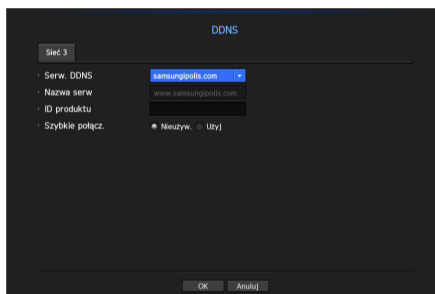 DDNS
Sieć 3
Serw. DDNS samsungipolis.com
Nazwa serw www.samsungipolis.com
ID produktu
Szybkie połącz. Nieużyw. Użyj
OK Anuluj